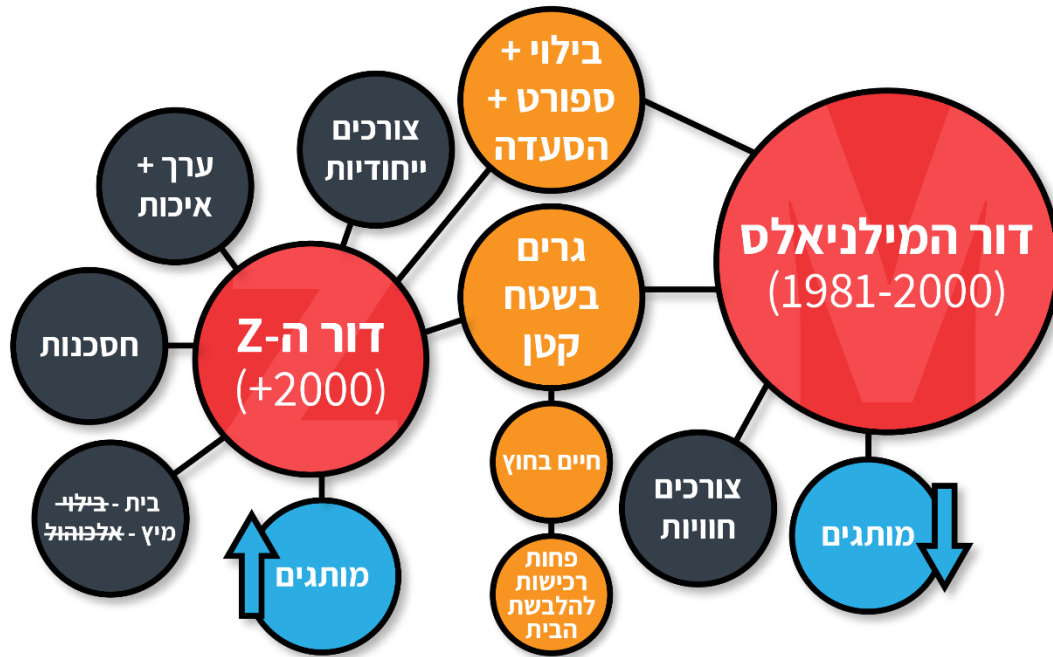 דור המילניאלס
(1981-2000)
בילוי +
ספורט +
הסעדה
גרים
בשטח
קטן
חיים בחוץ
פחות
רכישות
להלבשת
הבית
צורכים
חוויות
מותגים
דור ה-Z
(+2000)
צורכים
ייחודיות
ערך +
איכות
חסכנות
בית - בילוי
מיץ - אלכוהול
מותגים